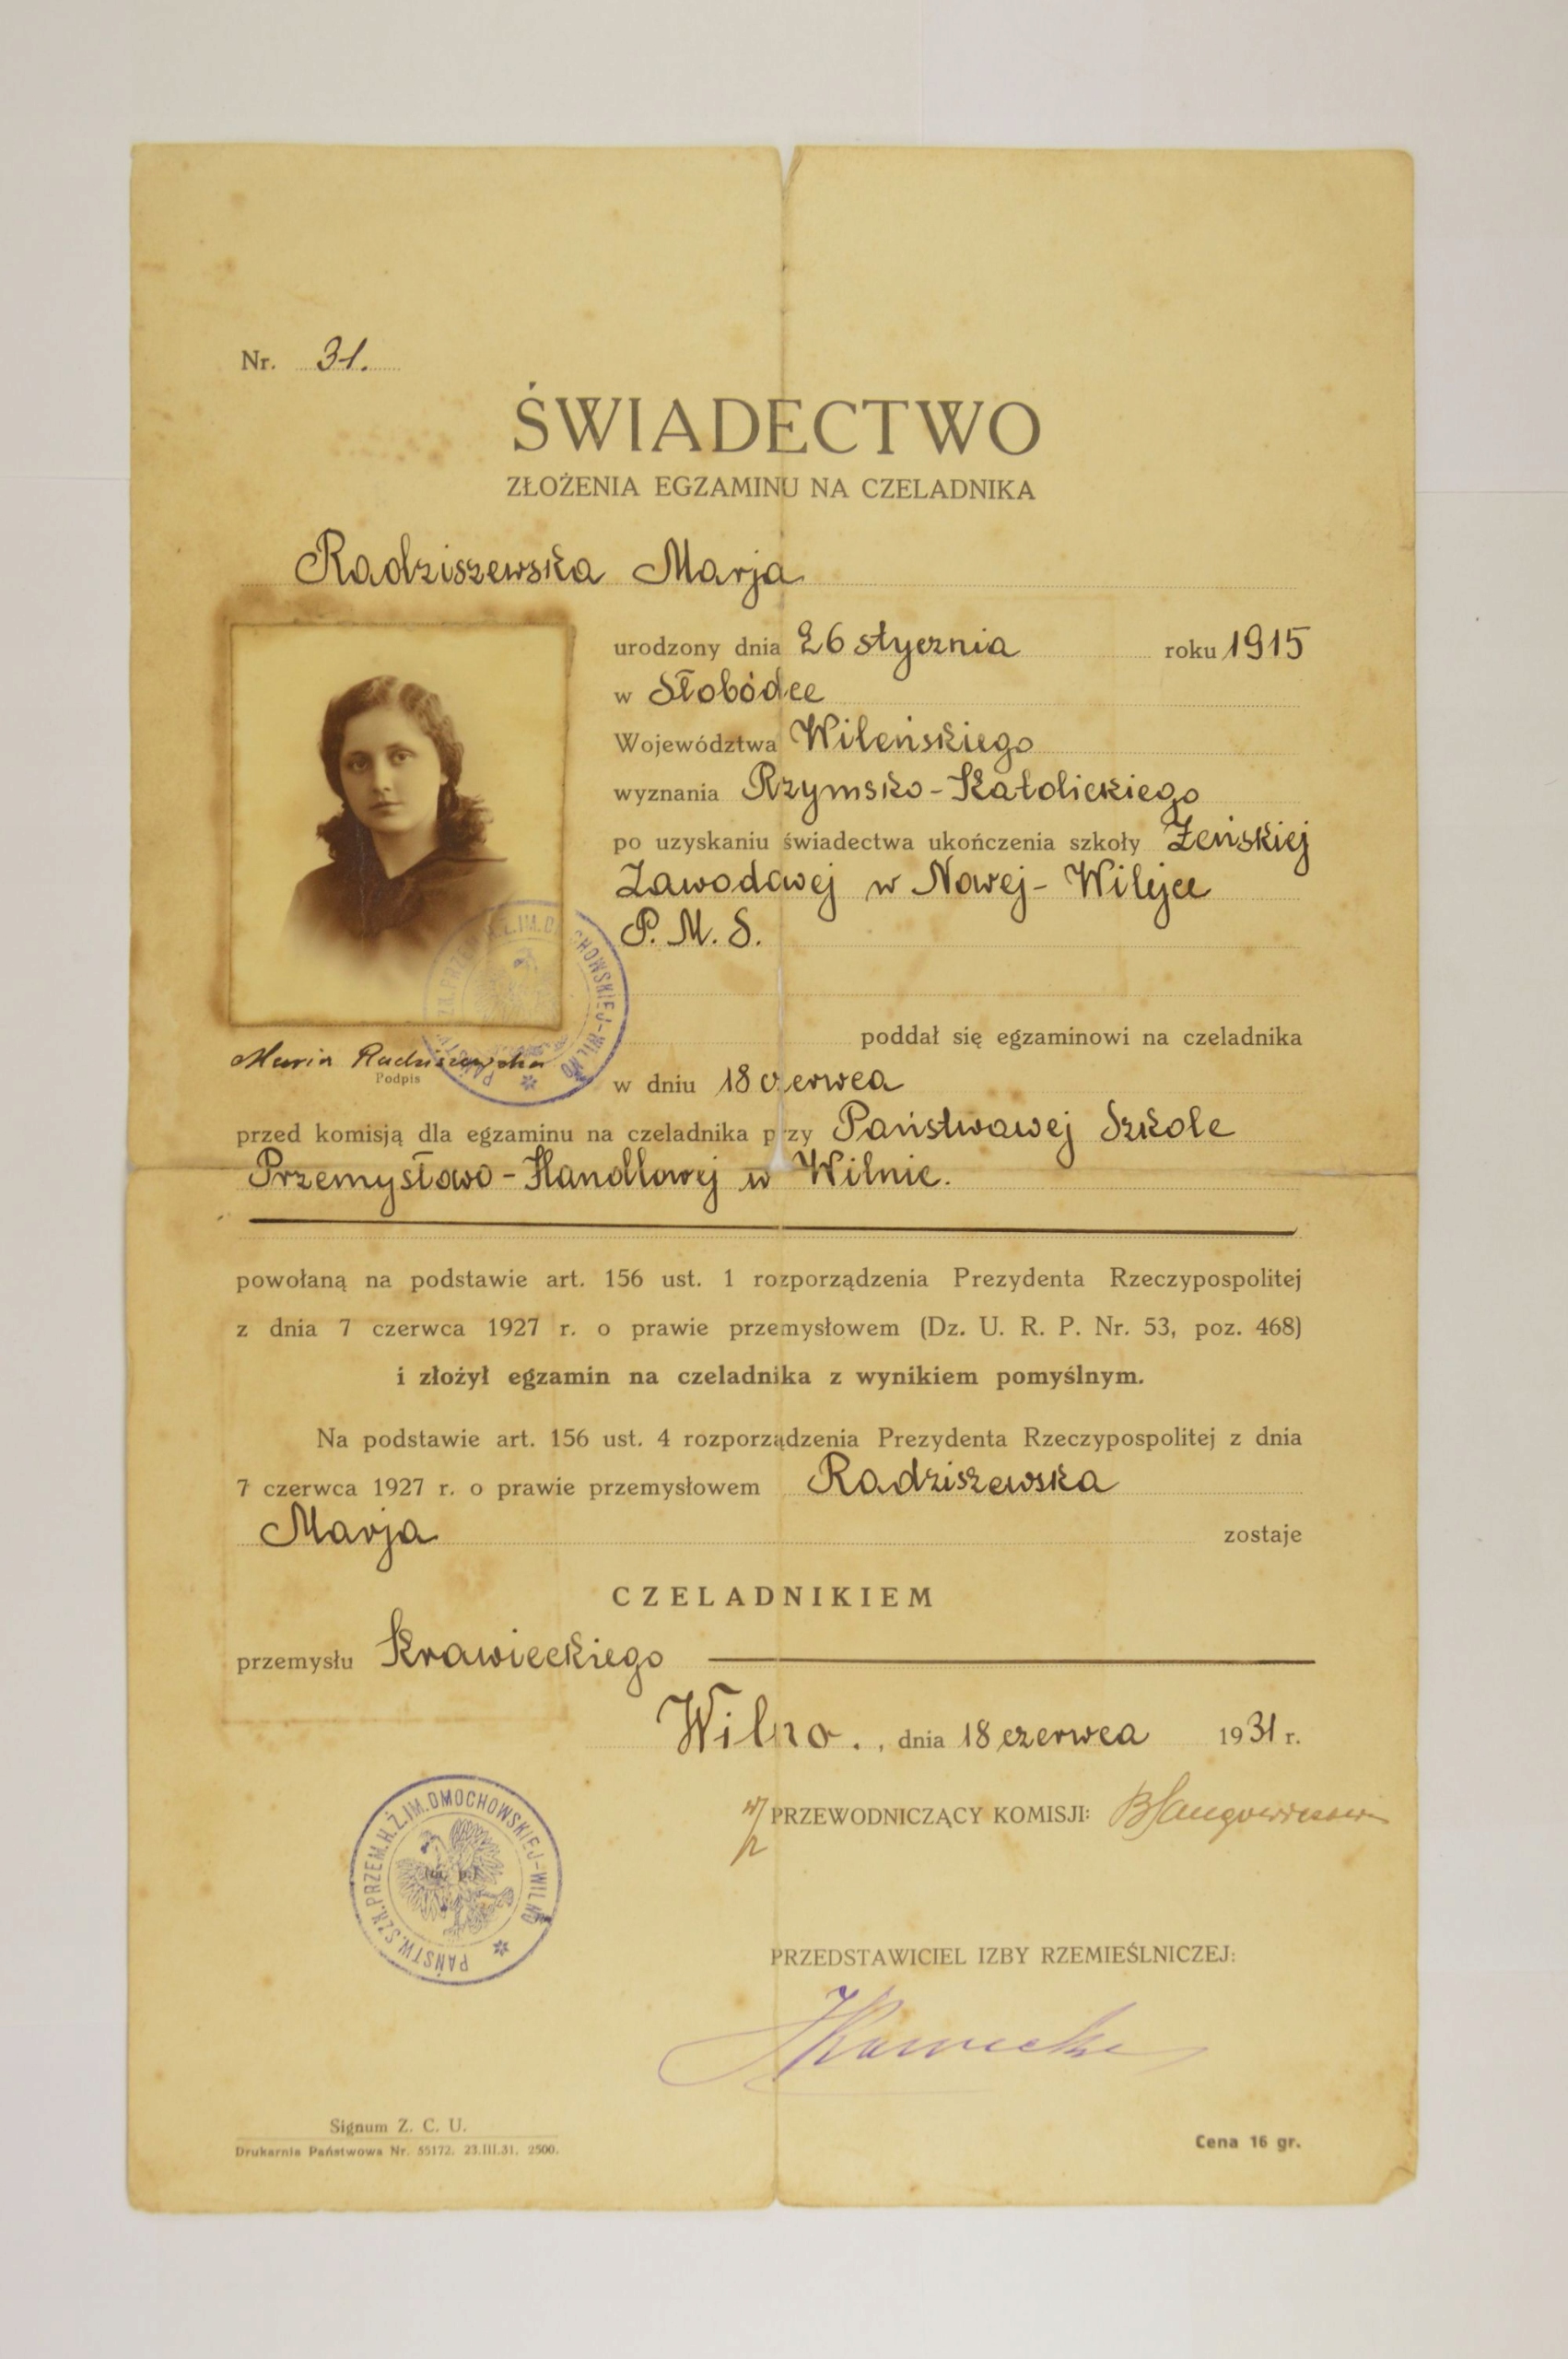 Nr. 31.
ŚWIADECTWO
ZŁOŻENIA EGZAMINU NA CZELADNIKA
Radziszewska Marja
urodzony dnia 26 stycznia roku 1915
w Słobódce
Województwa Wileńskiego
wyznania Rzymsko-Katolickiego
po uzyskaniu świadectwa ukończenia szkoły Żeńskiej
Zawodowej w Nowej-Wilejce
P. M. S.
poddał się egzaminowi na czeladnika
Maria Radziszewska
Podpis
w dniu 18 czerwca
przed komisją dla egzaminu na czeladnika przy Państwowej Szkole
Przemysłowo-Handlowej w Wilnie.
powołaną na podstawie art. 156 ust. 1 rozporządzenia Prezydenta Rzeczypospolitej
z dnia 7 czerwca 1927 r. o prawie przemysłowem (Dz. U. R. P. Nr. 53, poz. 468)
i złożył egzamin na czeladnika z wynikiem pomyślnym.
Na podstawie art. 156 ust. 4 rozporządzenia Prezydenta Rzeczypospolitej z dnia
7 czerwca 1927 r. o prawie przemysłowem Radziszewska
Marja zostaje
CZELADNIKIEM
przemysłu Krawieckiego
Wilno., dnia 18 czerwca 1931 r.
PAŃSTW.SZK.PRZEM.H.Ż.IM.DMOCHOWSKIEJ-WILNO
w/z PRZEWODNICZĄCY KOMISJI:
PRZEDSTAWICIEL IZBY RZEMIEŚLNICZEJ:
Signum Z. C. U.
Drukarnia Państwowa Nr. 55172. 23.III.31. 2500.
Cena 16 gr.